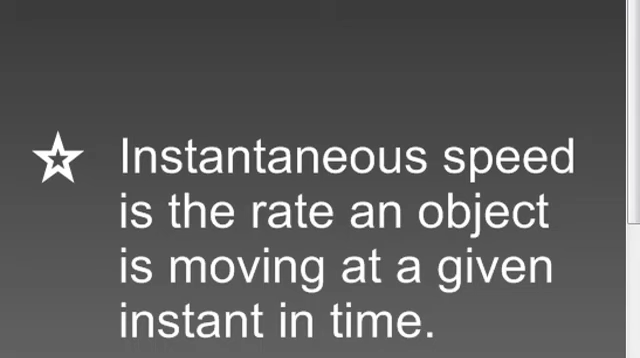 Instantaneous speed
is the rate an object
is moving at a given
instant in time.